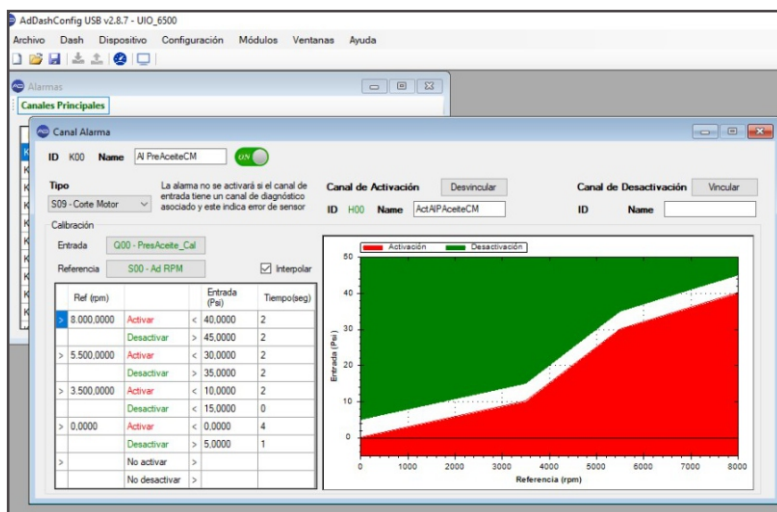 AdDashConfig USB v2.8.7 - UIO_6500
Archivo Dash Dispositivo Configuración Módulos Ventanas Ayuda
Alarmas
Canales Principales
Canal Alarma
ID K00 Name Al PreAceiteCM ON
Tipo
S09 - Corte Motor
La alarma no se activará si el canal de
entrada tiene un canal de diagnóstico
asociado y este indica error de sensor
Canal de Activación Desvincular
ID H00 Name ActAlPAceiteCM
Canal de Desactivación Vincular
ID Name
Calibración
Entrada Q00 - PresAceite_Cal
Referencia S00 - Ad RPM Interpolar
Ref (rpm) Entrada (Psi) Tiempo(seg)
> 8.000,0000 Activar < 40,0000 2
Desactivar > 45,0000 2
> 5.500,0000 Activar < 30,0000 2
Desactivar > 35,0000 2
> 3.500,0000 Activar < 10,0000 2
Desactivar < 15,0000 0
> 0,0000 Activar < 0,0000 4
Desactivar > 5,0000 1
> No activar >
No desactivar >
Activación Desactivación
Entrada (Psi)
50
40
30
20
10
0
0 1000 2000 3000 4000 5000 6000 7000 8000
Referencia (rpm)